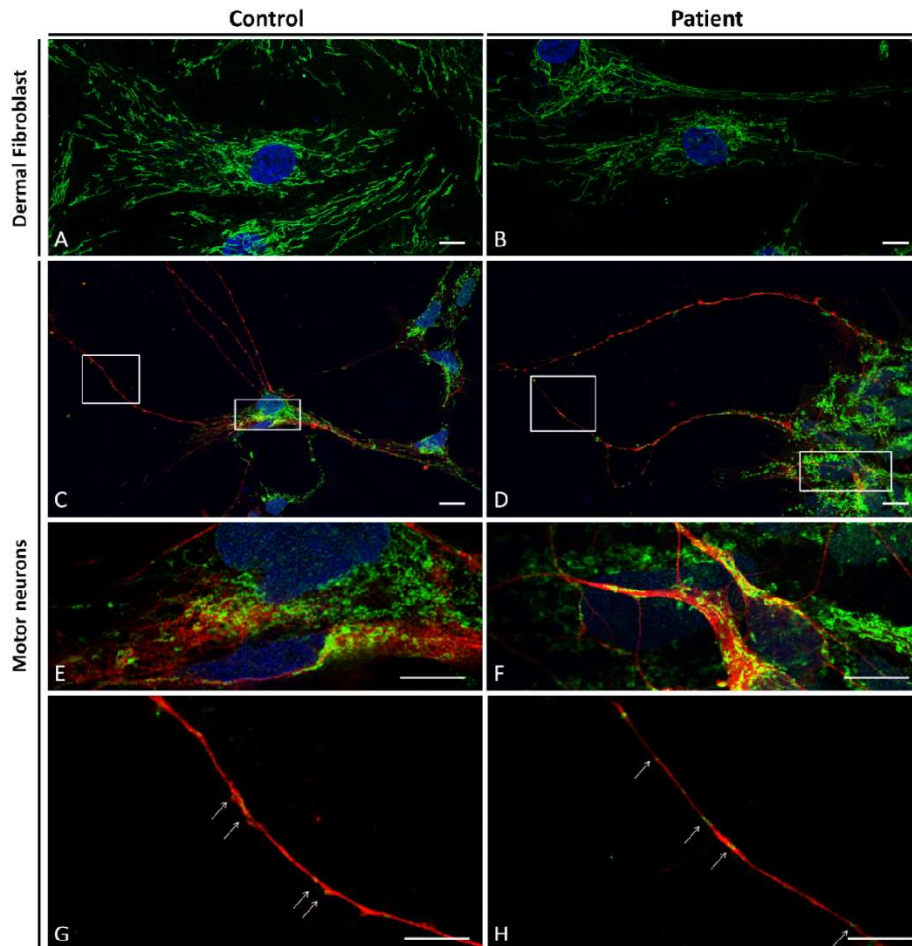 Control
Patient
Dermal Fibroblast
A
B
Motor neurons
C
D
E
F
G
H